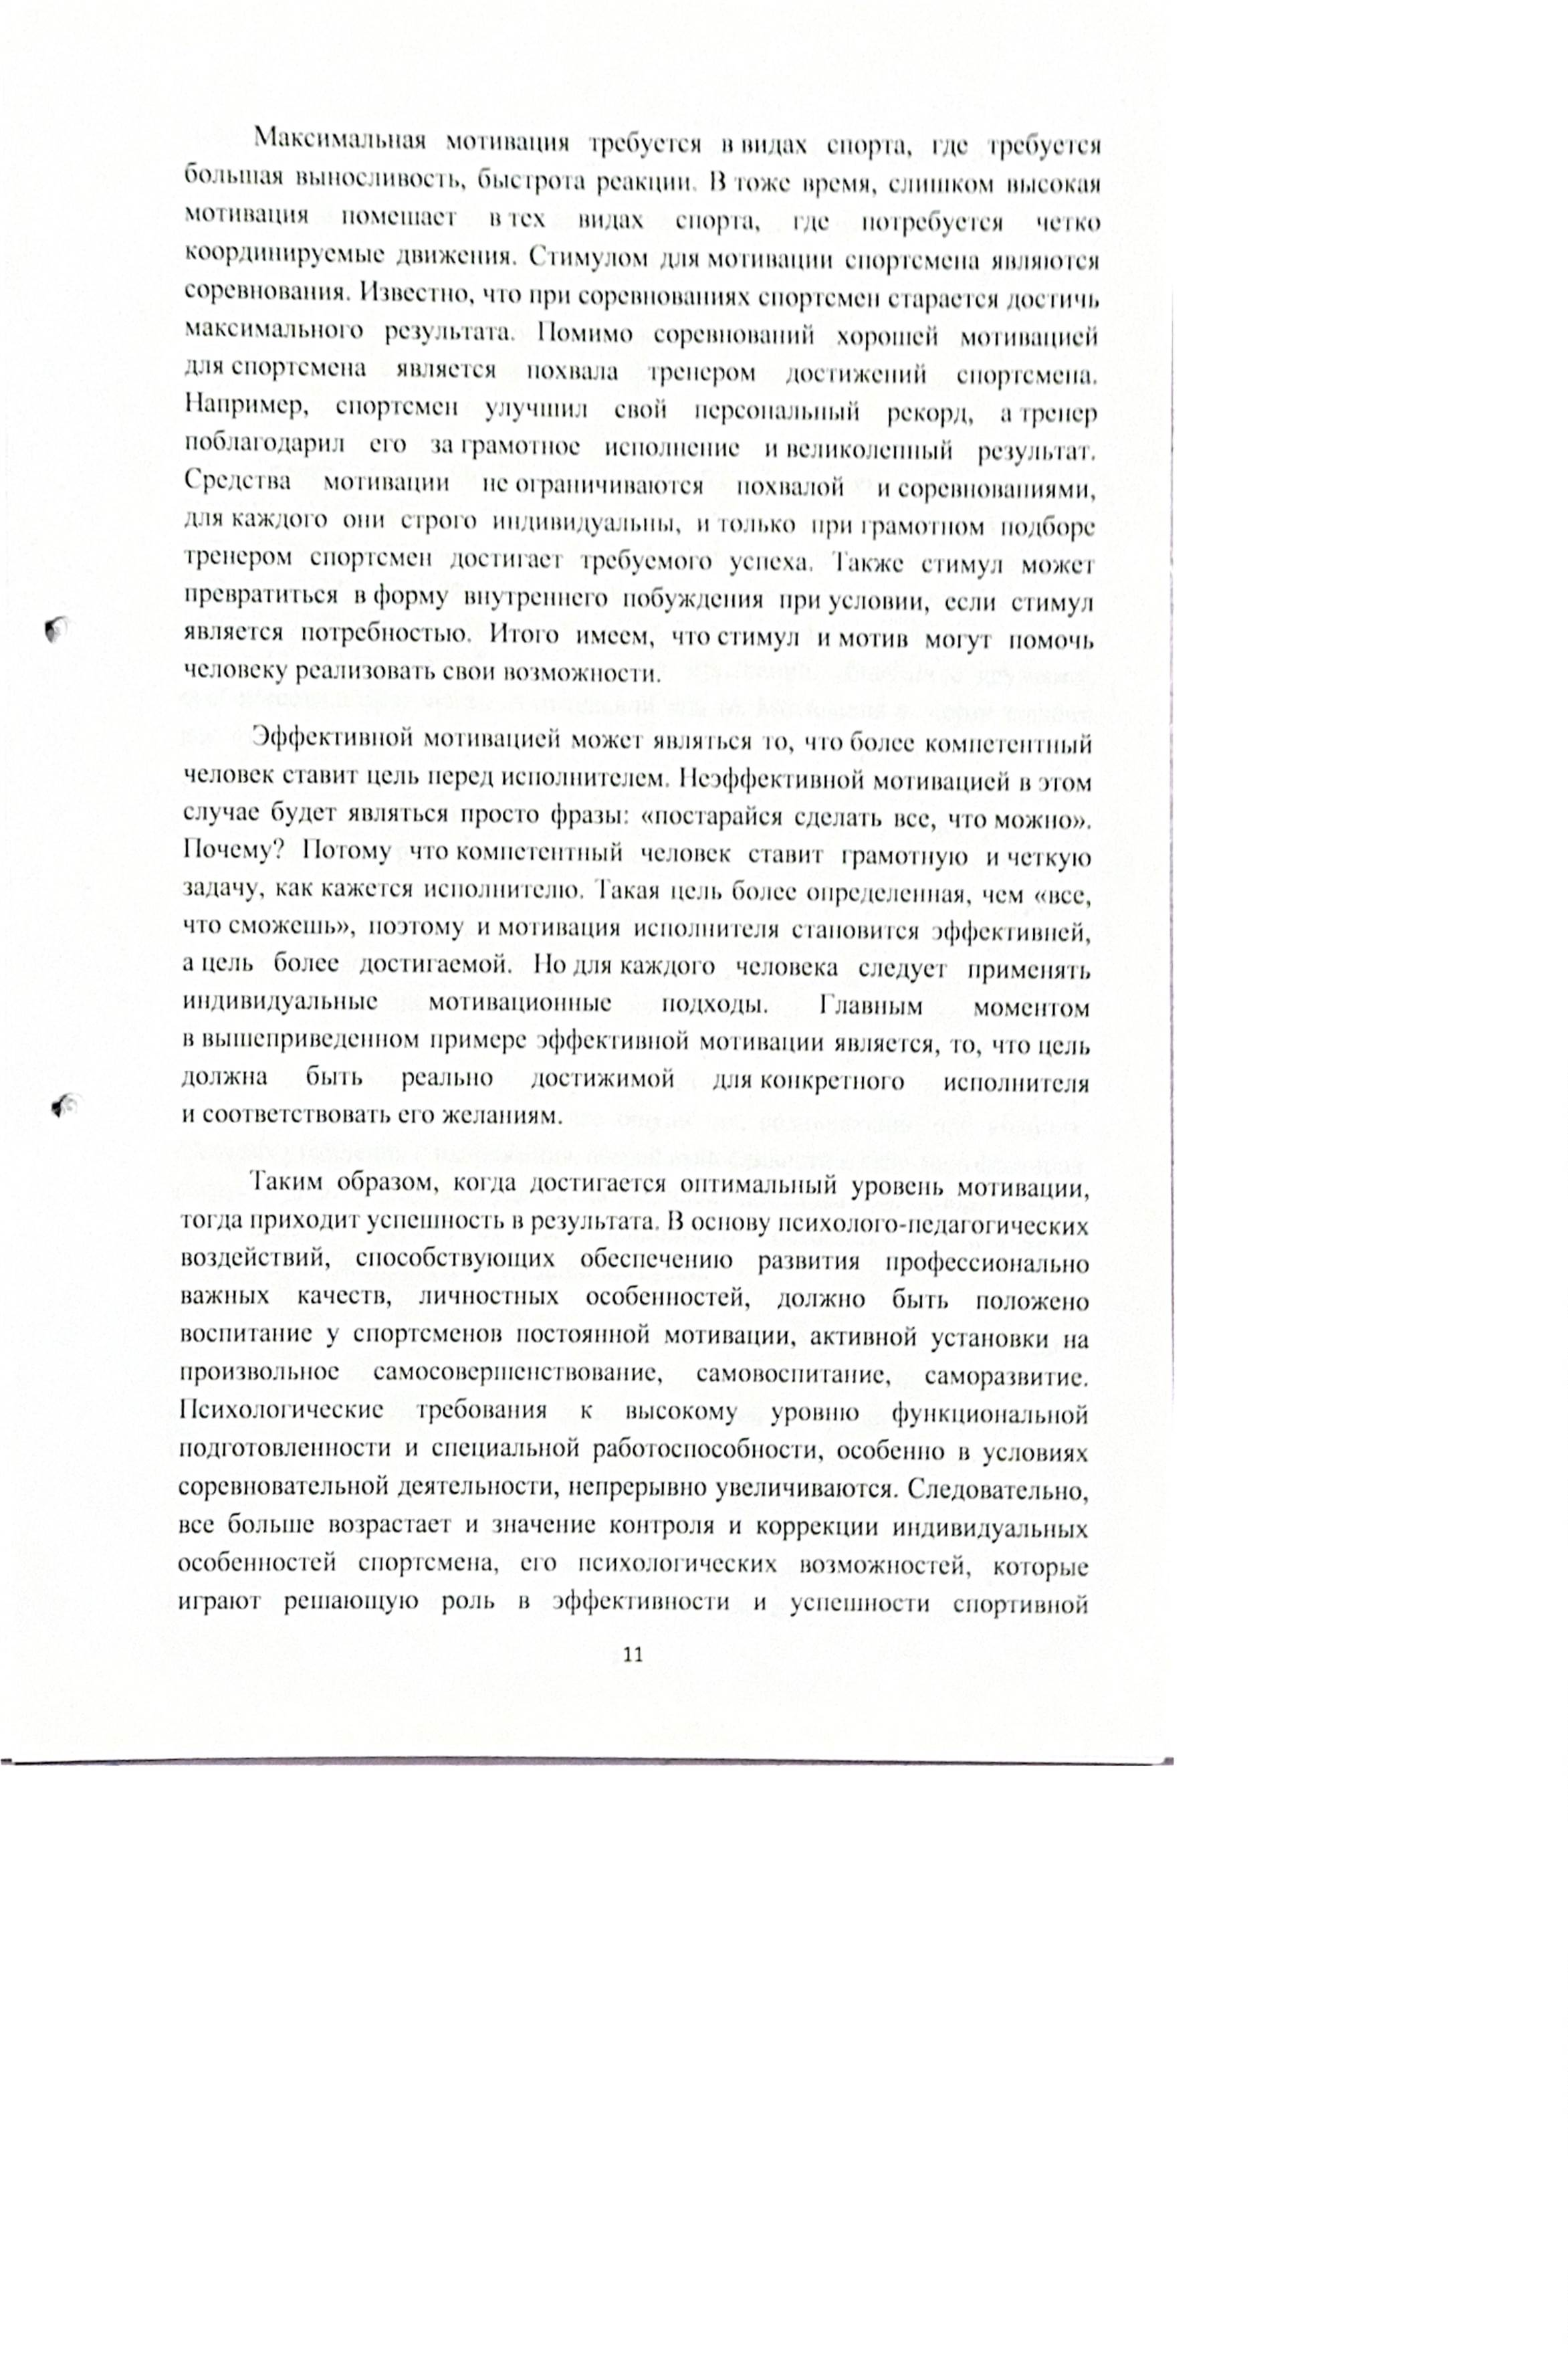 Максимальная мотивация требуется в видах спорта, где требуется
большая выносливость, быстрота реакции. В тоже время, слишком высокая
мотивация помешает в тех видах спорта, где потребуется четко
координируемые движения. Стимулом для мотивации спортсмена являются
соревнования. Известно, что при соревнованиях спортсмен старается достичь
максимального результата. Помимо соревнований хорошей мотивацией
для спортсмена является похвала тренером достижений спортсмена.
Например, спортсмен улучшил свой персональный рекорд, а тренер
поблагодарил его за грамотное исполнение и великолепный результат.
Средства мотивации не ограничиваются похвалой и соревнованиями,
для каждого они строго индивидуальны, и только при грамотном подборе
тренером спортсмен достигает требуемого успеха. Также стимул может
превратиться в форму внутреннего побуждения при условии, если стимул
является потребностью. Итого имеем, что стимул и мотив могут помочь
человеку реализовать свои возможности.
Эффективной мотивацией может являться то, что более компетентный
человек ставит цель перед исполнителем. Неэффективной мотивацией в этом
случае будет являться просто фразы: «постарайся сделать все, что можно».
Почему? Потому что компетентный человек ставит грамотную и четкую
задачу, как кажется исполнителю. Такая цель более определенная, чем «все,
что сможешь», поэтому и мотивация исполнителя становится эффективней,
а цель более достигаемой. Но для каждого человека следует применять
индивидуальные мотивационные подходы. Главным моментом
в вышеприведенном примере эффективной мотивации является, то, что цель
должна быть реально достижимой для конкретного исполнителя
и соответствовать его желаниям.
Таким образом, когда достигается оптимальный уровень мотивации,
тогда приходит успешность в результата. В основу психолого-педагогических
воздействий, способствующих обеспечению развития профессионально
важных качеств, личностных особенностей, должно быть положено
воспитание у спортсменов постоянной мотивации, активной установки на
произвольное самосовершенствование, самовоспитание, саморазвитие.
Психологические требования к высокому уровню функциональной
подготовленности и специальной работоспособности, особенно в условиях
соревновательной деятельности, непрерывно увеличиваются. Следовательно,
все больше возрастает и значение контроля и коррекции индивидуальных
особенностей спортсмена, его психологических возможностей, которые
играют решающую роль в эффективности и успешности спортивной
11